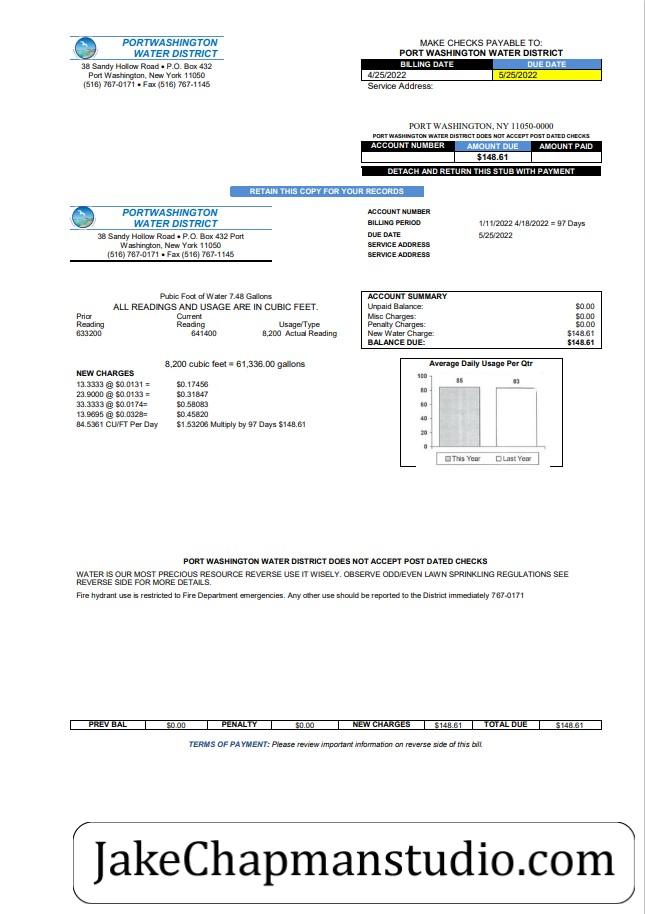 PORTWASHINGTON
WATER DISTRICT
38 Sandy Hollow Road • P.O. Box 432
Port Washington, New York 11050
(516) 767-0171 • Fax (516) 767-1145
MAKE CHECKS PAYABLE TO:
PORT WASHINGTON WATER DISTRICT
BILLING DATE DUE DATE
4/25/2022 5/25/2022
Service Address:
PORT WASHINGTON, NY 11050-0000
PORT WASHINGTON WATER DISTRICT DOES NOT ACCEPT POST DATED CHECKS
ACCOUNT NUMBER AMOUNT DUE AMOUNT PAID
$148.61
DETACH AND RETURN THIS STUB WITH PAYMENT
RETAIN THIS COPY FOR YOUR RECORDS
PORTWASHINGTON
WATER DISTRICT
38 Sandy Hollow Road • P.O. Box 432 Port
Washington, New York 11050
(516) 767-0171 • Fax (516) 767-1145
ACCOUNT NUMBER
BILLING PERIOD 1/11/2022 4/18/2022 = 97 Days
DUE DATE 5/25/2022
SERVICE ADDRESS
SERVICE ADDRESS
Pubic Foot of Water 7.48 Gallons
ALL READINGS AND USAGE ARE IN CUBIC FEET.
Prior Current
Reading Reading Usage/Type
633200 641400 8,200 Actual Reading
8,200 cubic feet = 61,336.00 gallons
NEW CHARGES
13.3333 @ $0.0131 = $0.17456
23.9000 @ $0.0133 = $0.31847
33.3333 @ $0.0174= $0.58083
13.9695 @ $0.0328= $0.45820
84.5361 CU/FT Per Day $1.53206 Multiply by 97 Days $148.61
ACCOUNT SUMMARY
Unpaid Balance: $0.00
Misc Charges: $0.00
Penalty Charges: $0.00
New Water Charge: $148.61
BALANCE DUE: $148.61
Average Daily Usage Per Qtr
100
80
60
40
20
0
85 83
This Year Last Year
PORT WASHINGTON WATER DISTRICT DOES NOT ACCEPT POST DATED CHECKS
WATER IS OUR MOST PRECIOUS RESOURCE REVERSE USE IT WISELY. OBSERVE ODD/EVEN LAWN SPRINKLING REGULATIONS SEE
REVERSE SIDE FOR MORE DETAILS.
Fire hydrant use is restricted to Fire Department emergencies. Any other use should be reported to the District immediately 767-0171
PREV BAL $0.00 PENALTY $0.00 NEW CHARGES $148.61 TOTAL DUE $148.61
TERMS OF PAYMENT: Please review important information on reverse side of this bill.
JakeChapmanstudio.com